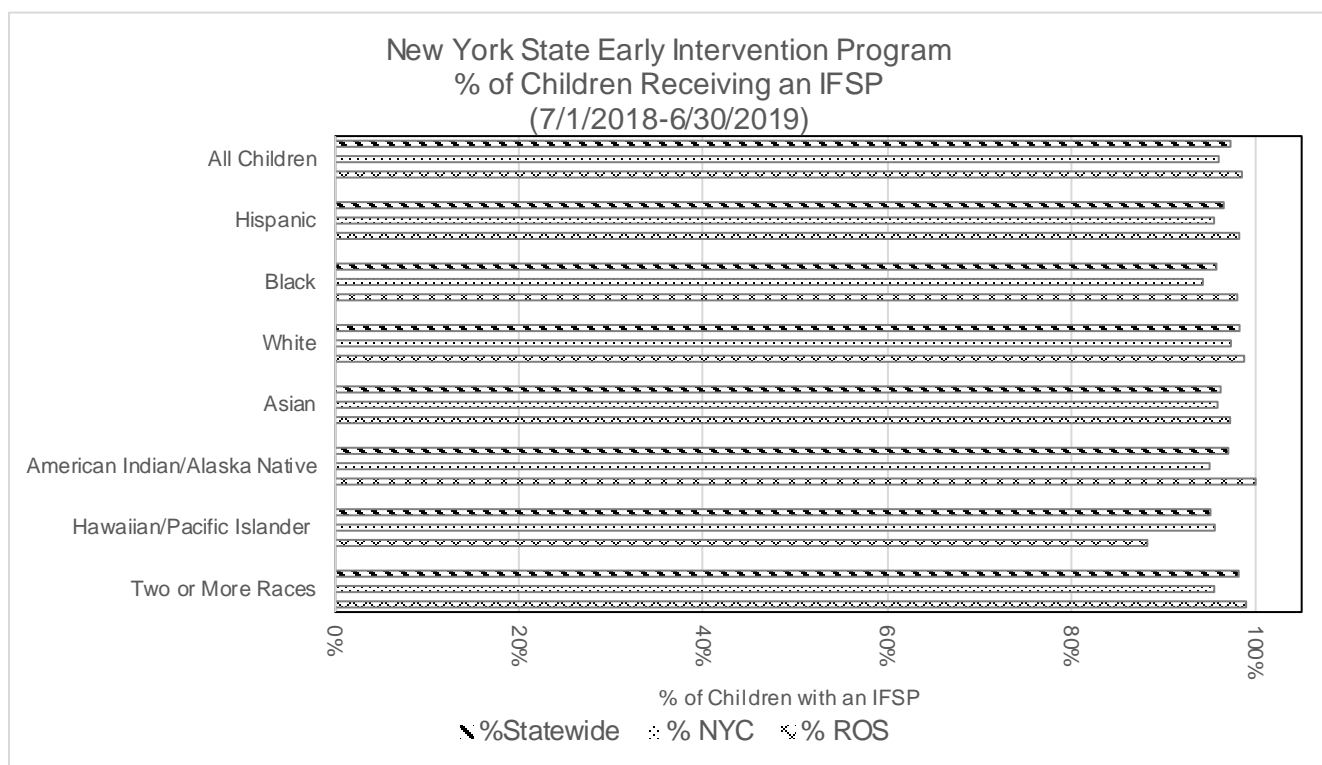 New York State Early Intervention Program
% of Children Receiving an IFSP
(7/1/2018-6/30/2019)
All Children
Hispanic
Black
White
Asian
American Indian/Alaska Native
Hawaiian/Pacific Islander
Two or More Races
0%
20%
40%
60%
80%
100%
% of Children with an IFSP
%Statewide % NYC % ROS